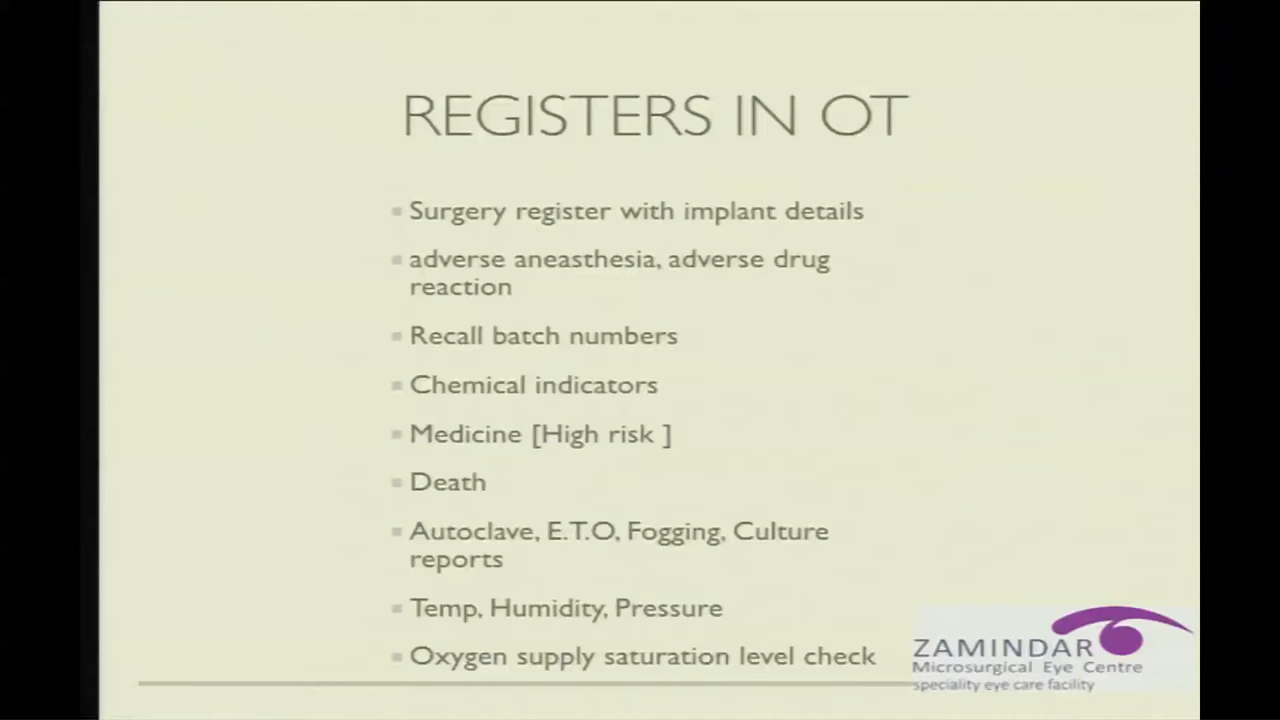 REGISTERS IN OT
Surgery register with implant details
adverse aneasthesia, adverse drug
reaction
Recall batch numbers
Chemical indicators
Medicine [High risk ]
Death
Autoclave, E.T.O, Fogging, Culture
reports
Temp, Humidity, Pressure
Oxygen supply saturation level check
ZAMINDAR
Microsurgical Eye Centre
speciality eye care facility